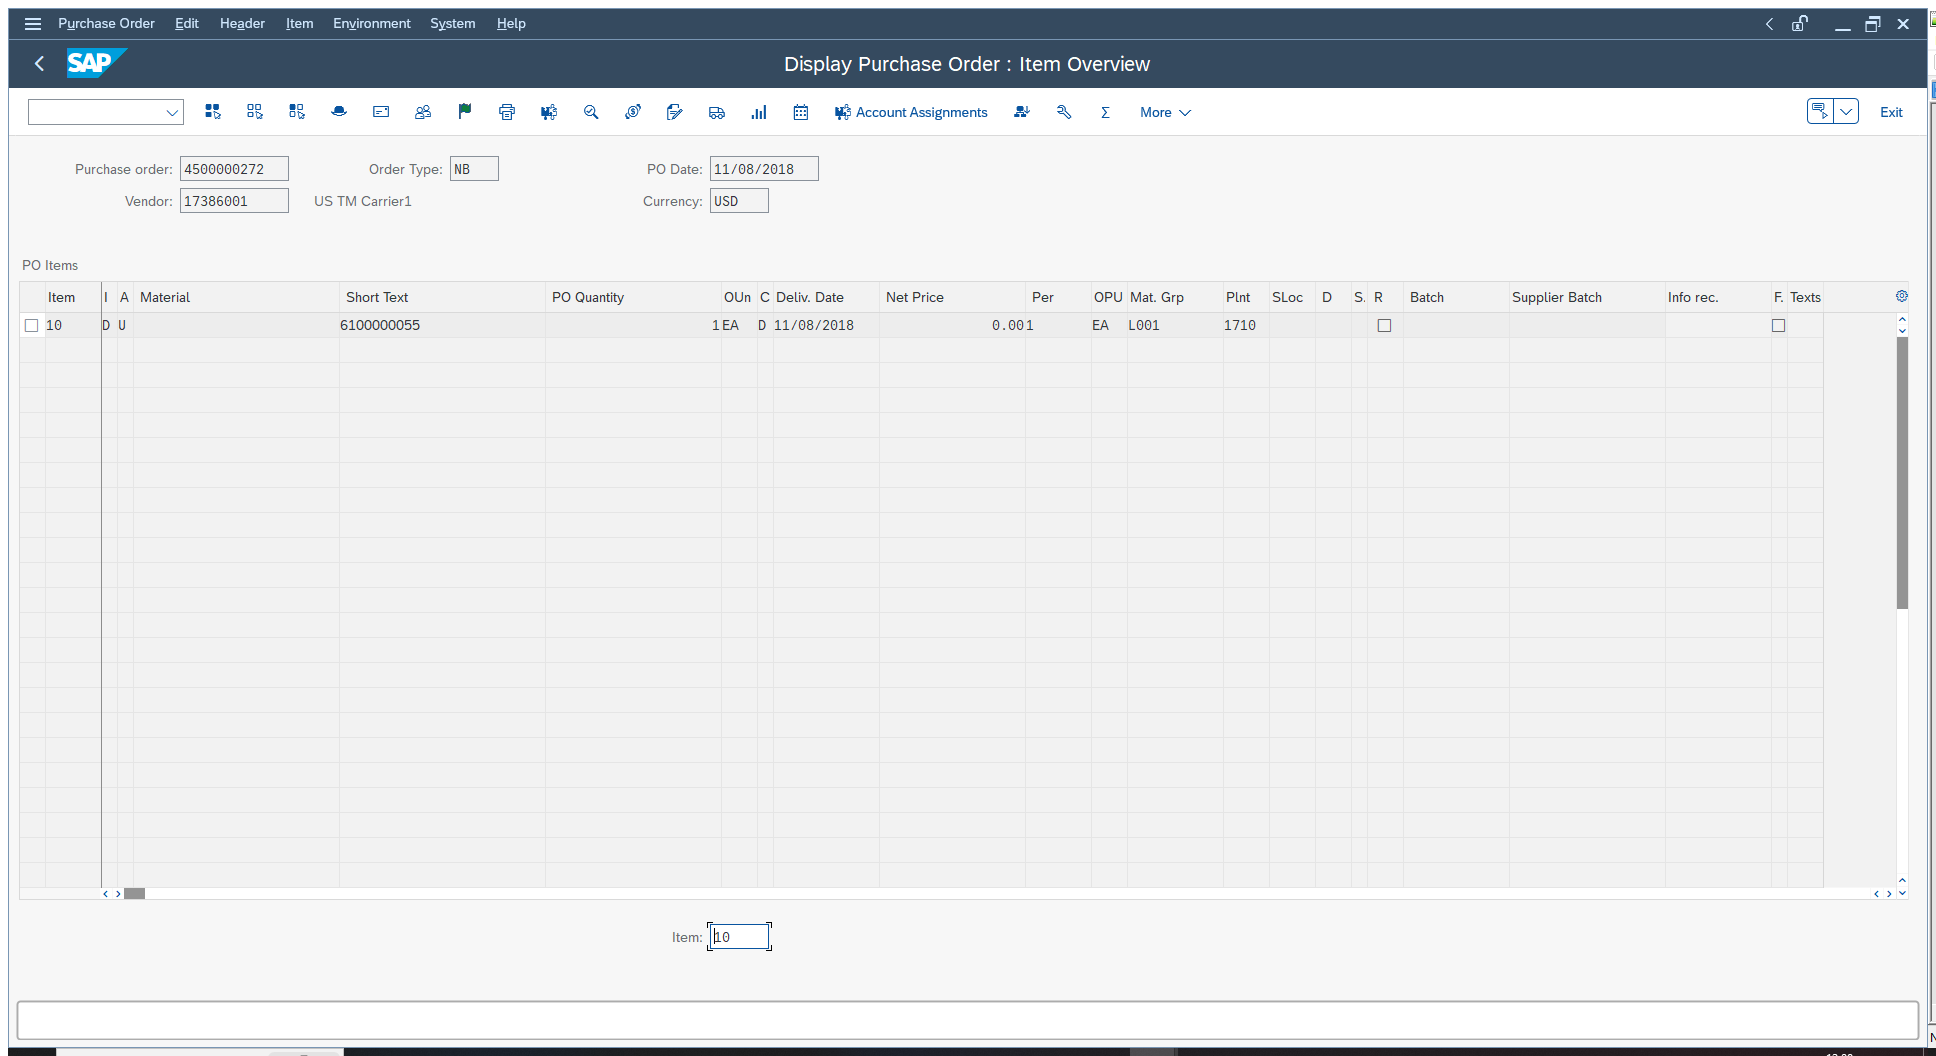 Purchase Order Edit Header Item Environment System Help
SAP
Display Purchase Order : Item Overview
Account Assignments More Exit
Purchase order: 4500000272 Order Type: NB PO Date: 11/08/2018
Vendor: 17386001 US TM Carrier1 Currency: USD
PO Items
Item I A Material Short Text PO Quantity OUn C Deliv. Date Net Price Per OPU Mat. Grp Plnt SLoc D S. R Batch Supplier Batch Info rec. F. Texts
10 D U 6100000055 1 EA D 11/08/2018 0.00 1 EA L001 1710
Item: 10